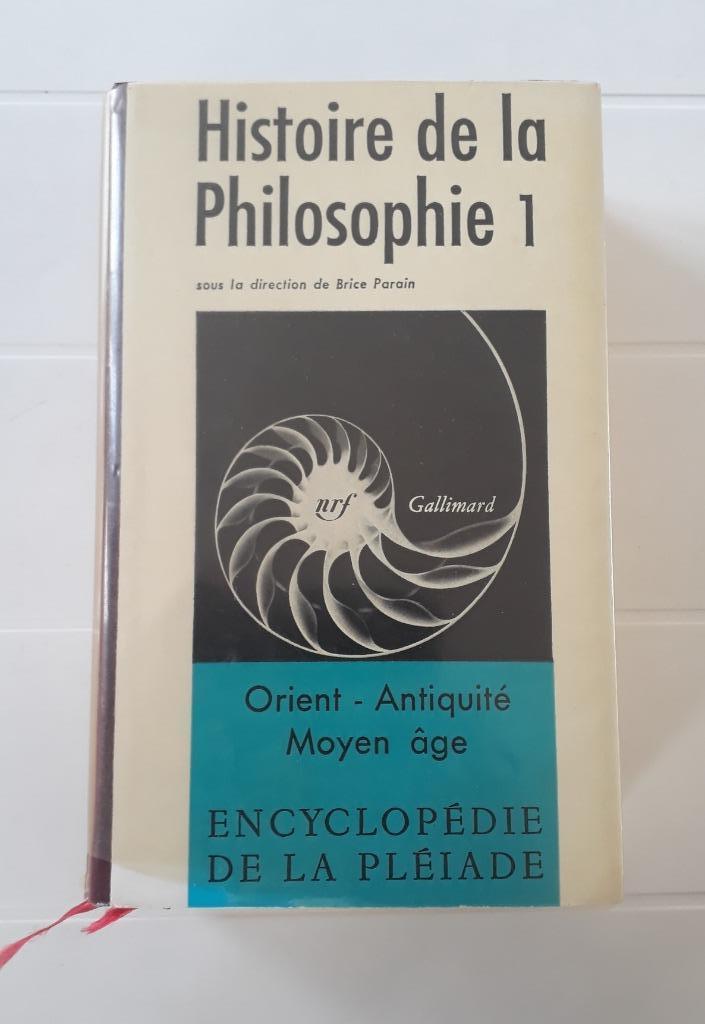 Histoire de la
Philosophie 1
sous la direction de Brice Parain
nrf
Gallimard
Orient - Antiquité
Moyen âge
ENCYCLOPÉDIE
DE LA PLÉIADE